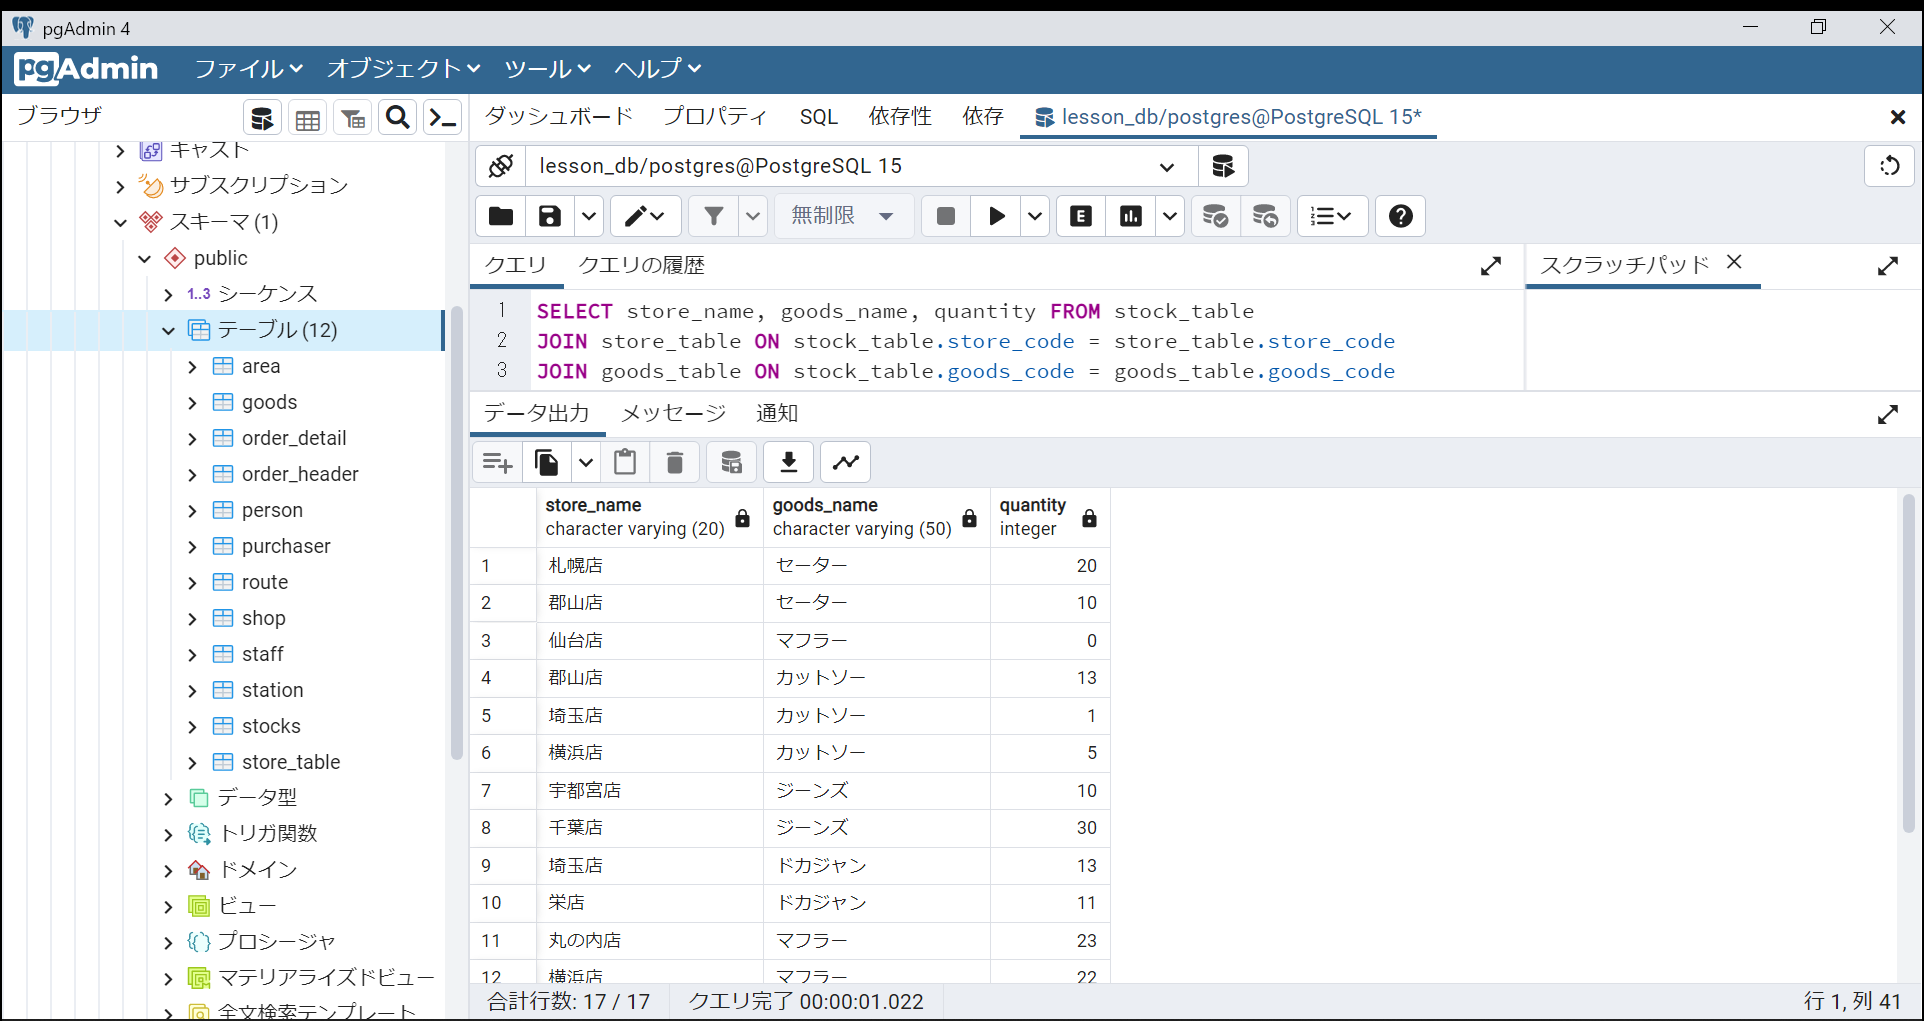 pgAdmin 4
pgAdmin ファイル オブジェクト ツール ヘルプ
ブラウザ
キャスト
サブスクリプション
スキーマ (1)
public
1..3 シーケンス
テーブル (12)
area
goods
order_detail
order_header
person
purchaser
route
shop
staff
station
stocks
store_table
データ型
トリガ関数
ドメイン
ビュー
プロシージャ
マテリアライズドビュー
全文検索テンプレート
ダッシュボード プロパティ SQL 依存性 依存 lesson_db/postgres@PostgreSQL 15*
lesson_db/postgres@PostgreSQL 15
無制限
クエリ クエリの履歴
スクラッチパッド
1 SELECT store_name, goods_name, quantity FROM stock_table
2 JOIN store_table ON stock_table.store_code = store_table.store_code
3 JOIN goods_table ON stock_table.goods_code = goods_table.goods_code
データ出力 メッセージ 通知
store_name goods_name quantity
character varying (20) character varying (50) integer
1 札幌店 セーター 20
2 郡山店 セーター 10
3 仙台店 マフラー 0
4 郡山店 カットソー 13
5 埼玉店 カットソー 1
6 横浜店 カットソー 5
7 宇都宮店 ジーンズ 10
8 千葉店 ジーンズ 30
9 埼玉店 ドカジャン 13
10 栄店 ドカジャン 11
11 丸の内店 マフラー 23
12 横浜店 マフラー 22
合計行数: 17 / 17 クエリ完了 00:00:01.022
行 1, 列 41